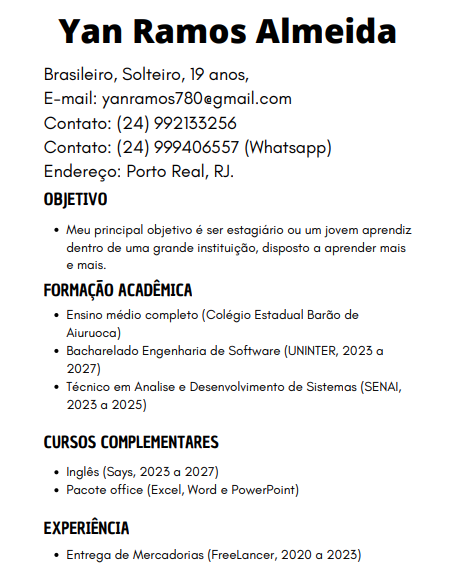 Yan Ramos Almeida
Brasileiro, Solteiro, 19 anos,
E-mail: yanramos780@gmail.com
Contato: (24) 992133256
Contato: (24) 999406557 (Whatsapp)
Endereço: Porto Real, RJ.
OBJETIVO
• Meu principal objetivo é ser estagiário ou um jovem aprendiz
dentro de uma grande instituição, disposto a aprender mais
e mais.
FORMAÇÃO ACADÊMICA
• Ensino médio completo (Colégio Estadual Barão de
Aiuruoca)
• Bacharelado Engenharia de Software (UNINTER, 2023 a
2027)
• Técnico em Analise e Desenvolvimento de Sistemas (SENAI,
2023 a 2025)
CURSOS COMPLEMENTARES
• Inglês (Says, 2023 a 2027)
• Pacote office (Excel, Word e PowerPoint)
EXPERIÊNCIA
• Entrega de Mercadorias (FreeLancer, 2020 a 2023)